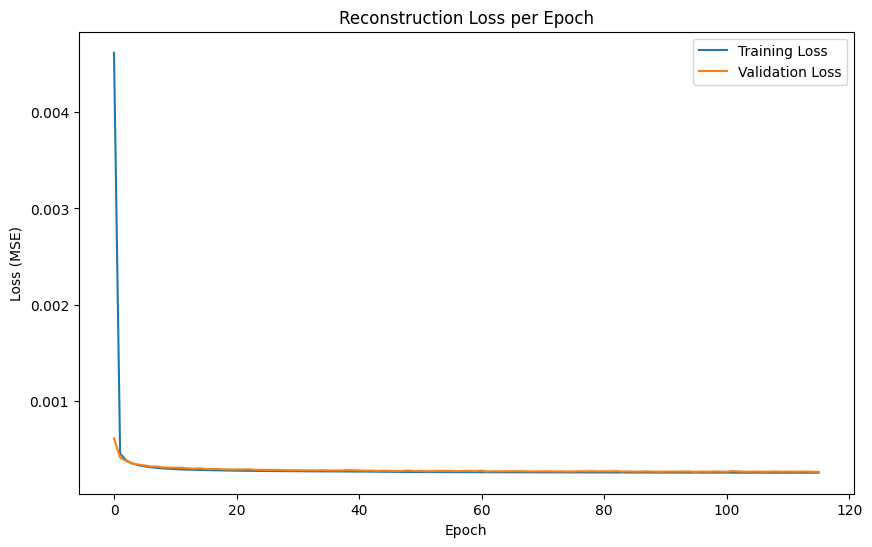 Reconstruction Loss per Epoch
Training Loss
Validation Loss
0.004
0.003
0.002
0.001
Loss (MSE)
0 20 40 60 80 100 120
Epoch